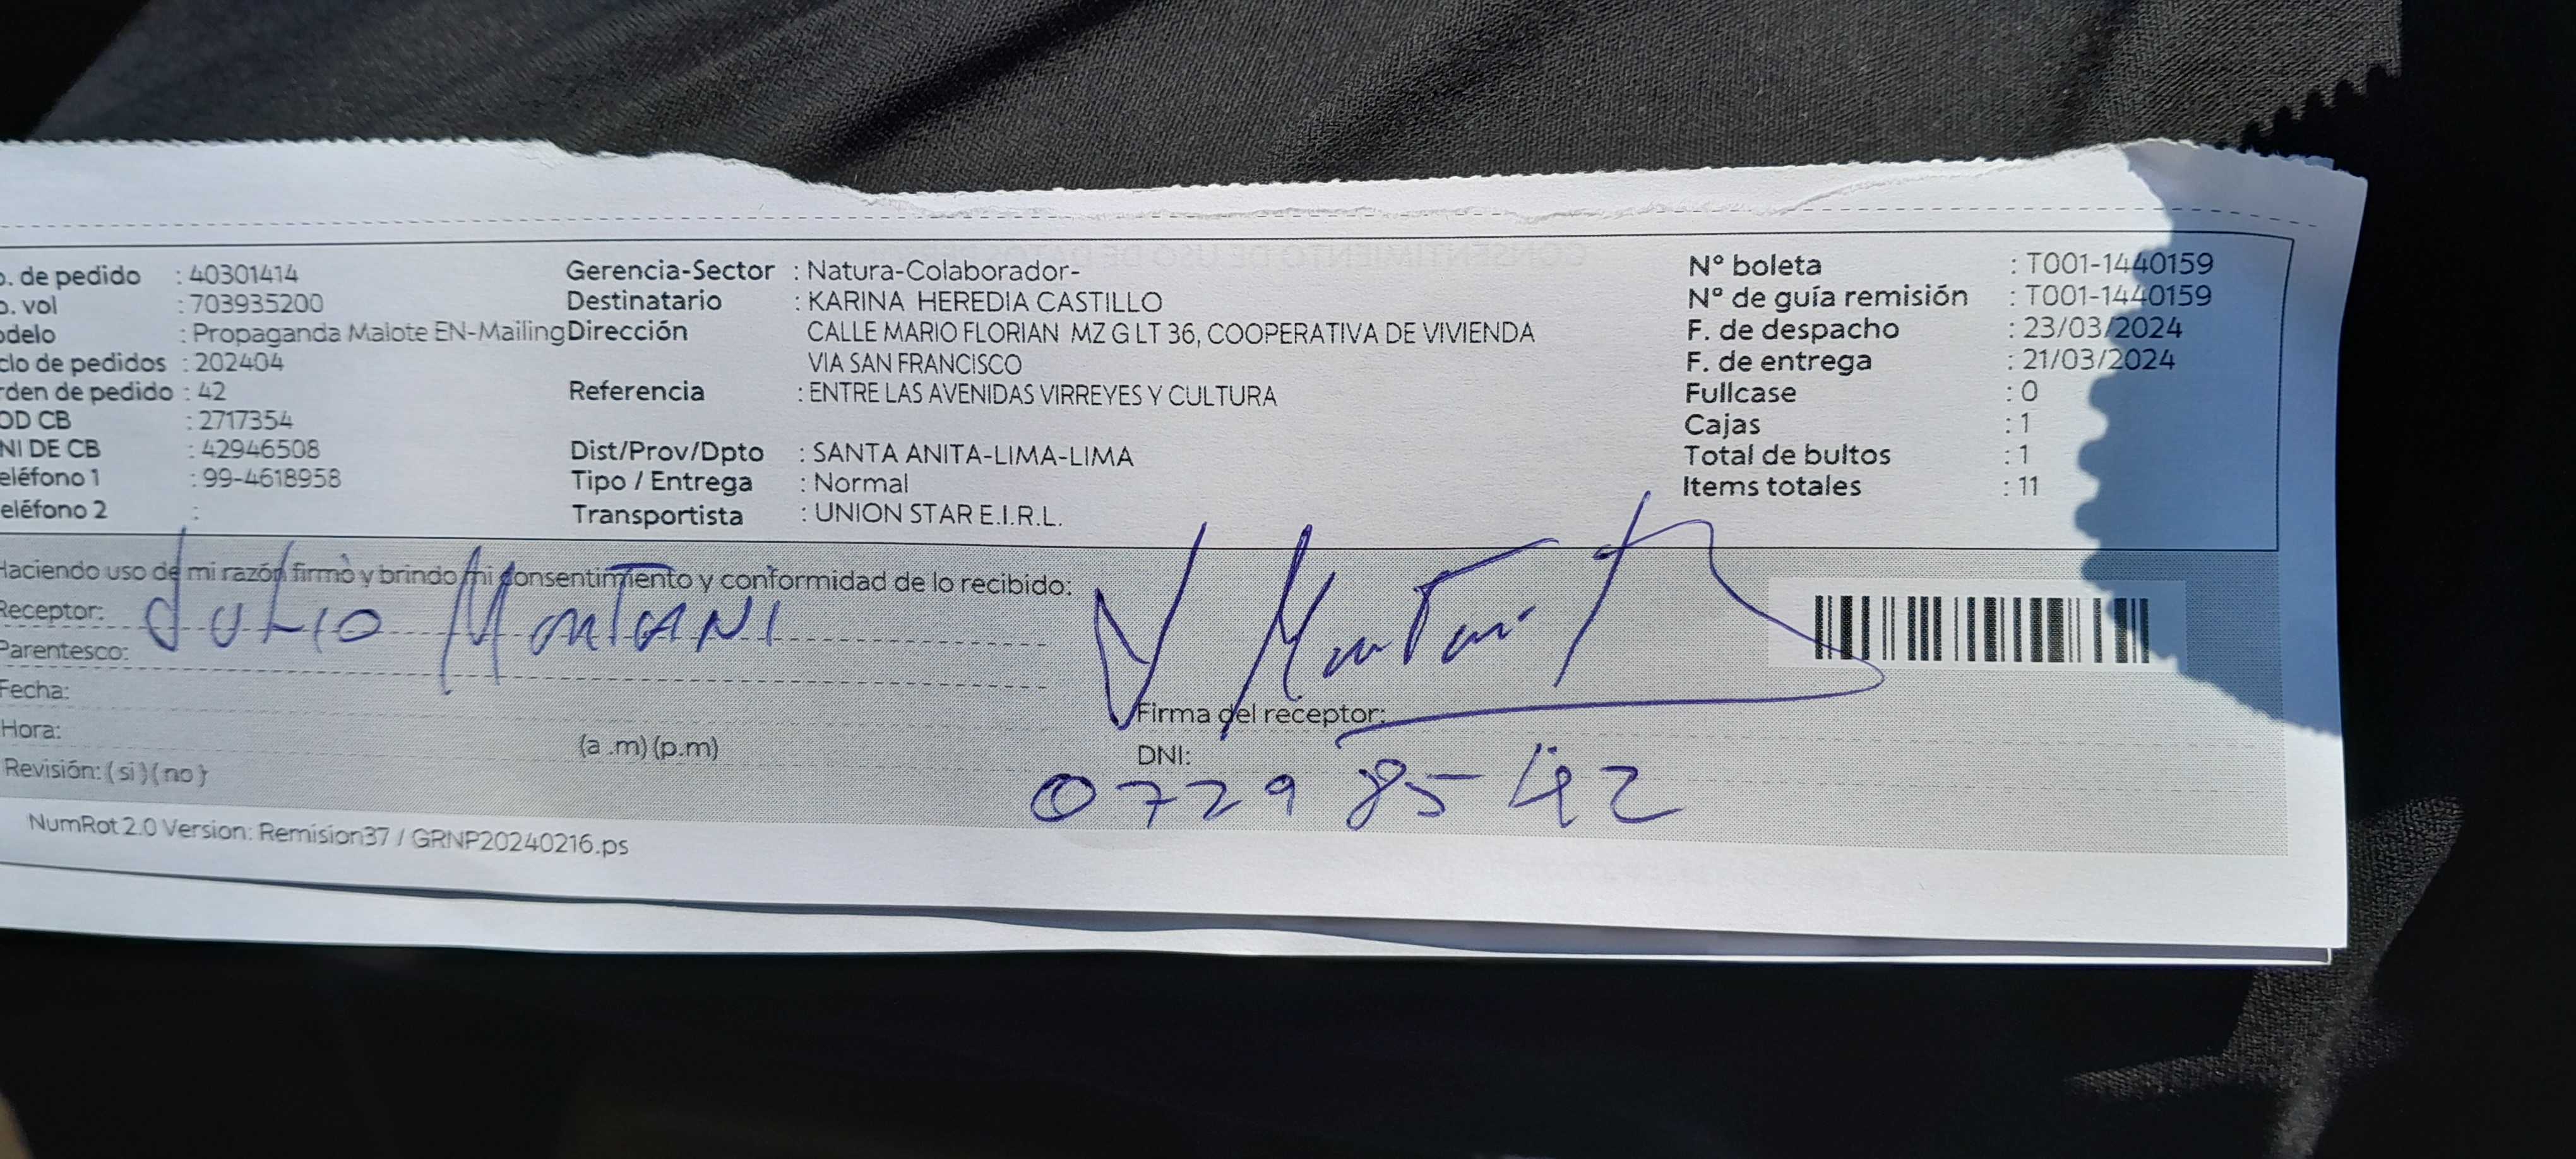 o. de pedido : 40301414 Gerencia-Sector : Natura-Colaborador- Nº boleta : T001-1440159
o. vol : 703935200 Destinatario : KARINA HEREDIA CASTILLO Nº de guía remisión : T001-1440159
odelo : Propaganda Malote EN-Mailing Dirección CALLE MARIO FLORIAN MZ G LT 36, COOPERATIVA DE VIVIENDA F. de despacho : 23/03/2024
clo de pedidos : 202404 VIA SAN FRANCISCO F. de entrega : 21/03/2024
rden de pedido : 42 Referencia : ENTRE LAS AVENIDAS VIRREYES Y CULTURA Fullcase : 0
OD CB : 2717354 Cajas : 1
NI DE CB : 42946508 Dist/Prov/Dpto : SANTA ANITA-LIMA-LIMA Total de bultos : 1
eléfono 1 : 99-4618958 Tipo / Entrega : Normal Items totales : 11
eléfono 2 : Transportista : UNION STAR E.I.R.L.
Haciendo uso de mi razón firmo y brindo mi consentimiento y conformidad de lo recibido:
Receptor: Julio MonTANI
Parentesco:
Fecha:
Firma del receptor:
Hora: (a .m) (p.m)
DNI:
Revisión: ( si ) ( no )
07298542
NumRot 2.0 Version: Remision37 / GRNP20240216.ps